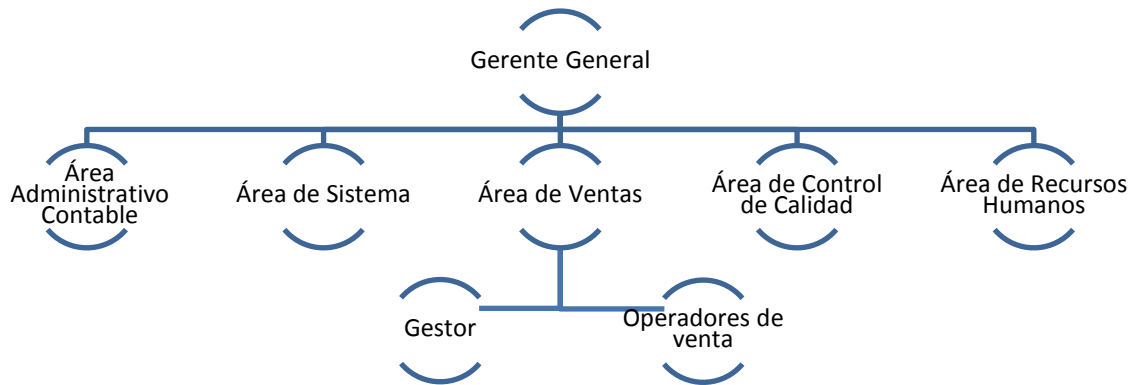 Gerente General
Área
Administrativo
Contable
Área de Sistema
Área de Ventas
Área de Control
de Calidad
Área de Recursos
Humanos
Gestor
Operadores de
venta